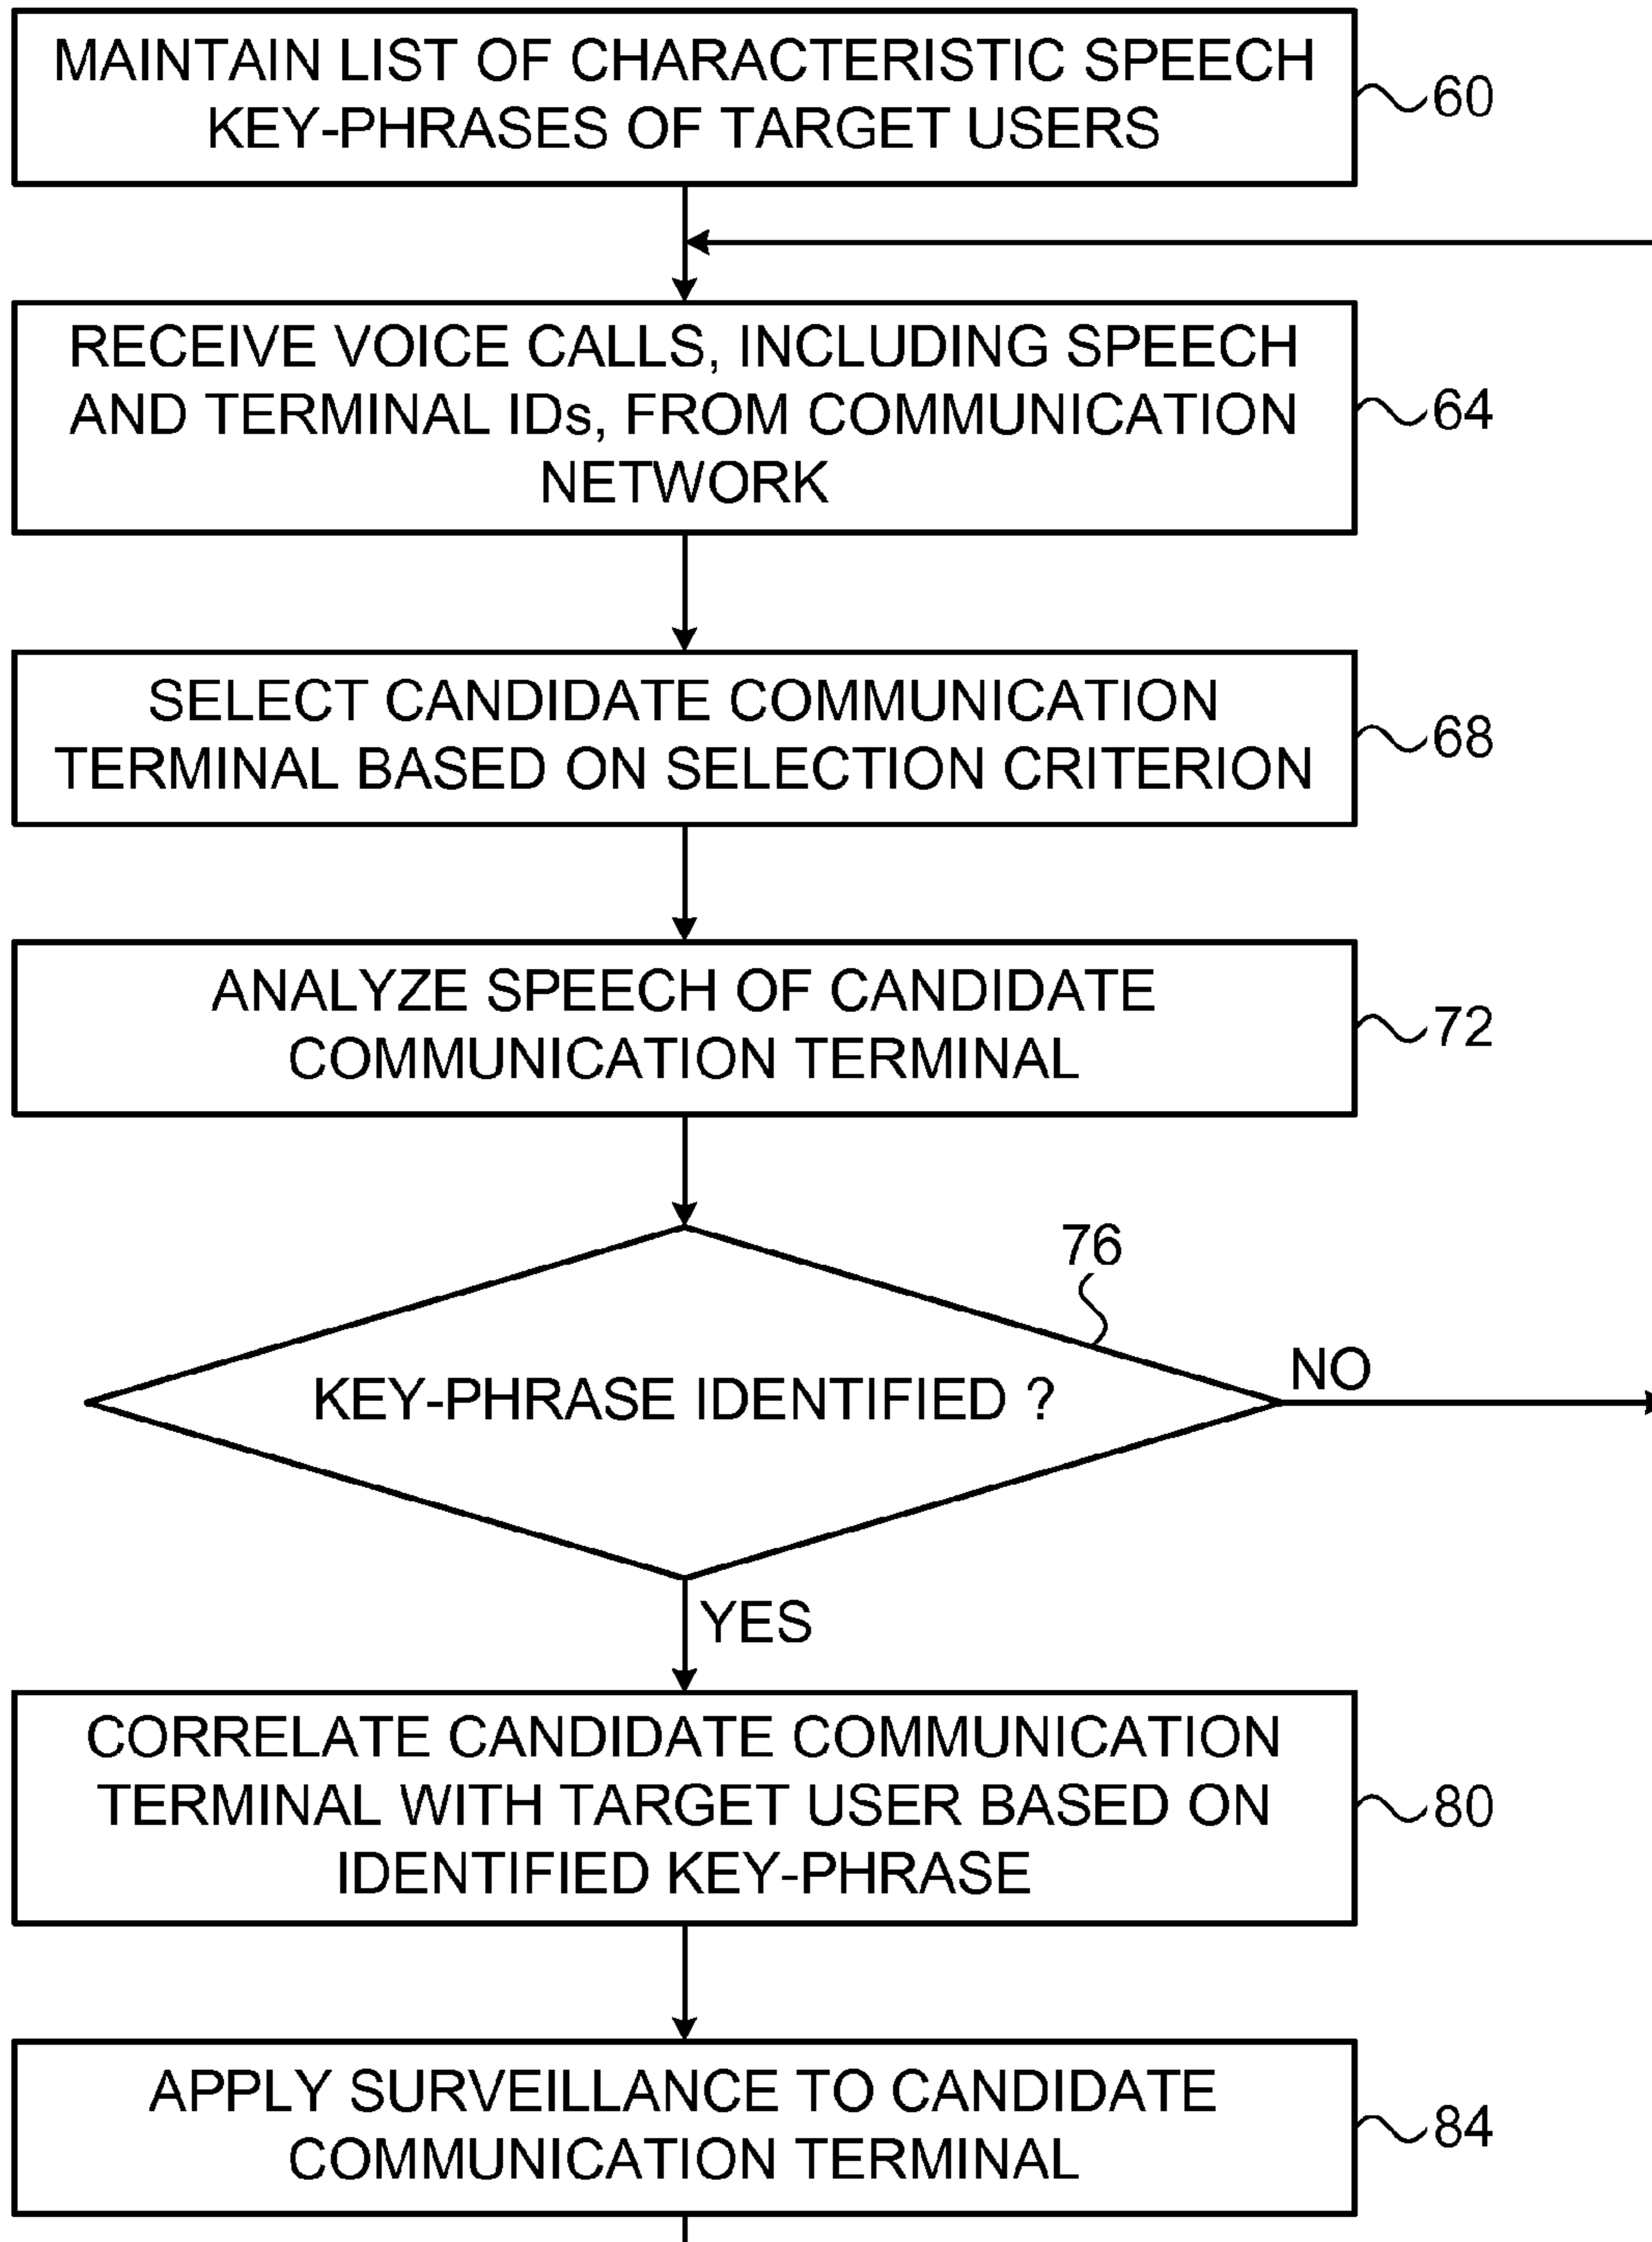 MAINTAIN LIST OF CHARACTERISTIC SPEECH
KEY-PHRASES OF TARGET USERS
60
RECEIVE VOICE CALLS, INCLUDING SPEECH
AND TERMINAL IDs, FROM COMMUNICATION
NETWORK
64
SELECT CANDIDATE COMMUNICATION
TERMINAL BASED ON SELECTION CRITERION
68
ANALYZE SPEECH OF CANDIDATE
COMMUNICATION TERMINAL
72
76
KEY-PHRASE IDENTIFIED ?
NO
YES
CORRELATE CANDIDATE COMMUNICATION
TERMINAL WITH TARGET USER BASED ON
IDENTIFIED KEY-PHRASE
80
APPLY SURVEILLANCE TO CANDIDATE
COMMUNICATION TERMINAL
84